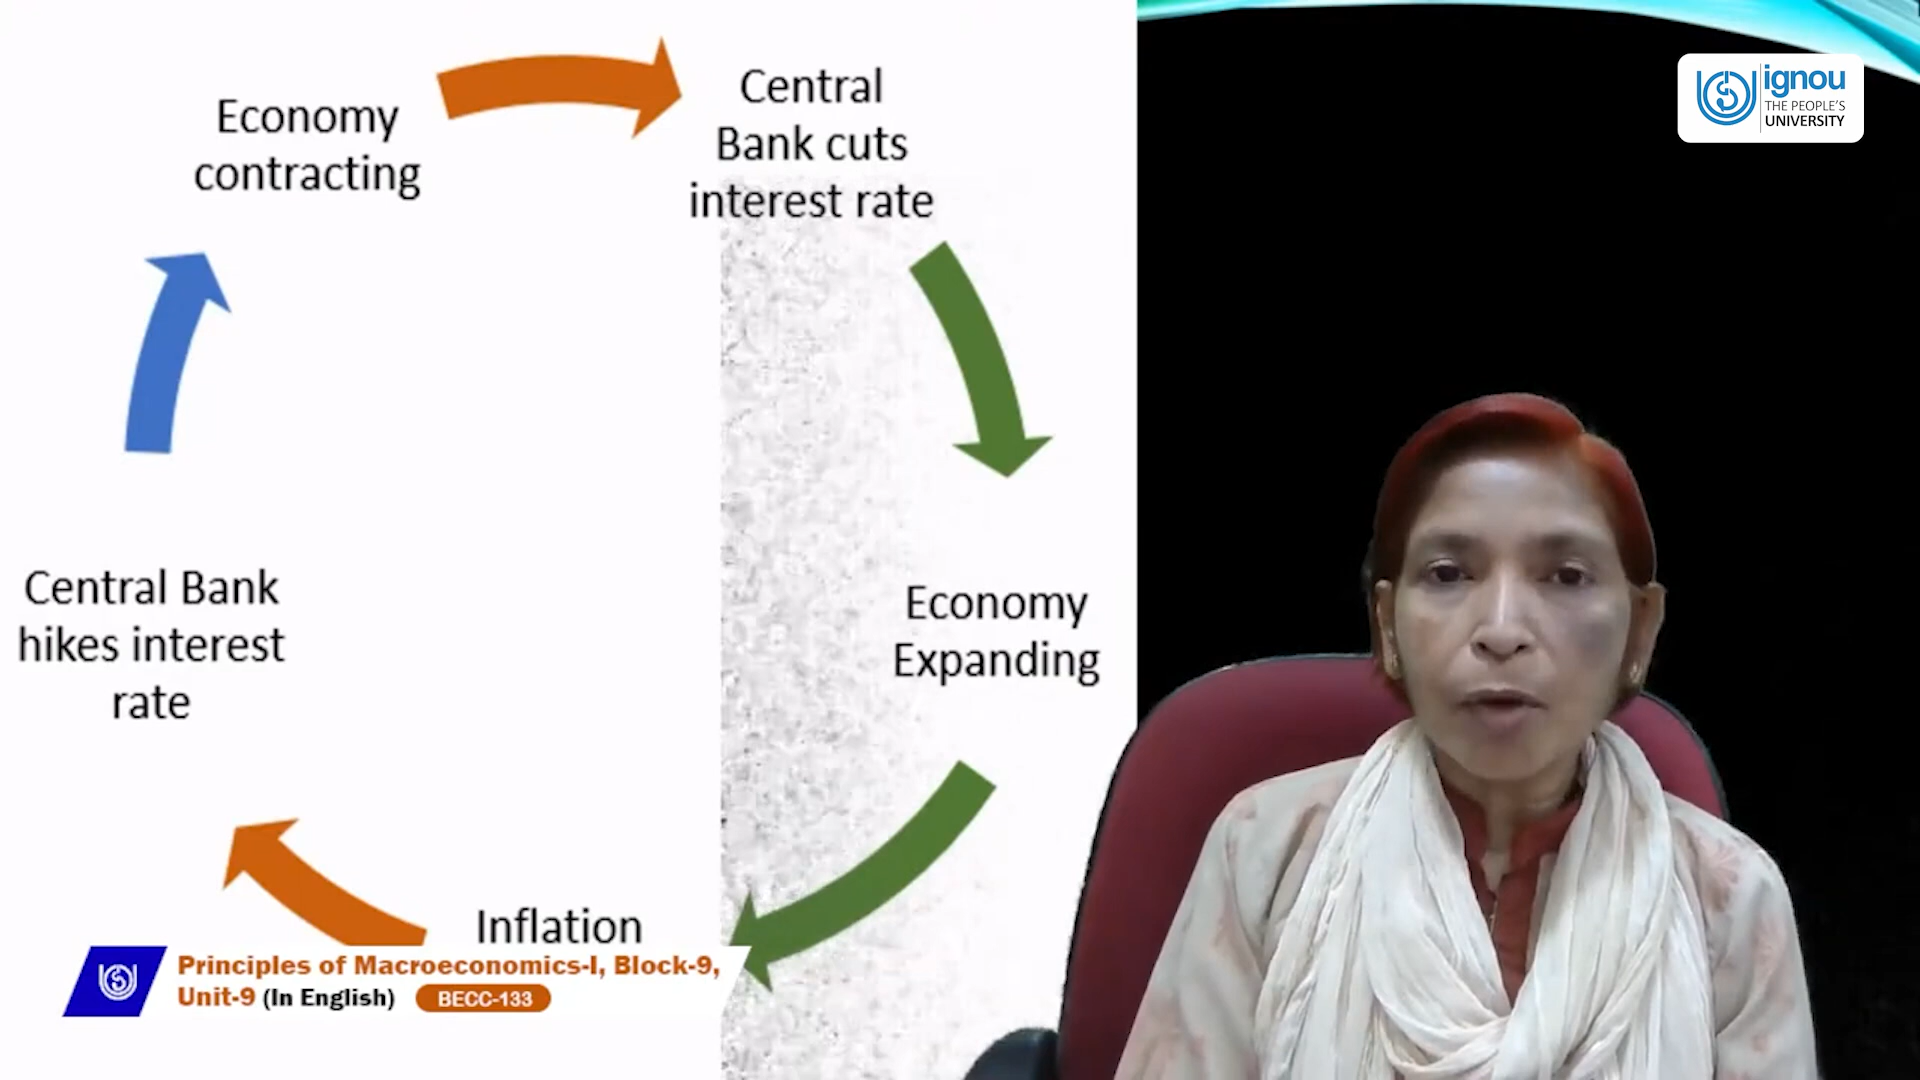 Economy
contracting
Central
Bank cuts
interest rate
Economy
Expanding
Inflation
Central Bank
hikes interest
rate
ignou
THE PEOPLE'S
UNIVERSITY
Principles of Macroeconomics-I, Block-9,
Unit-9 (In English) BECC-133